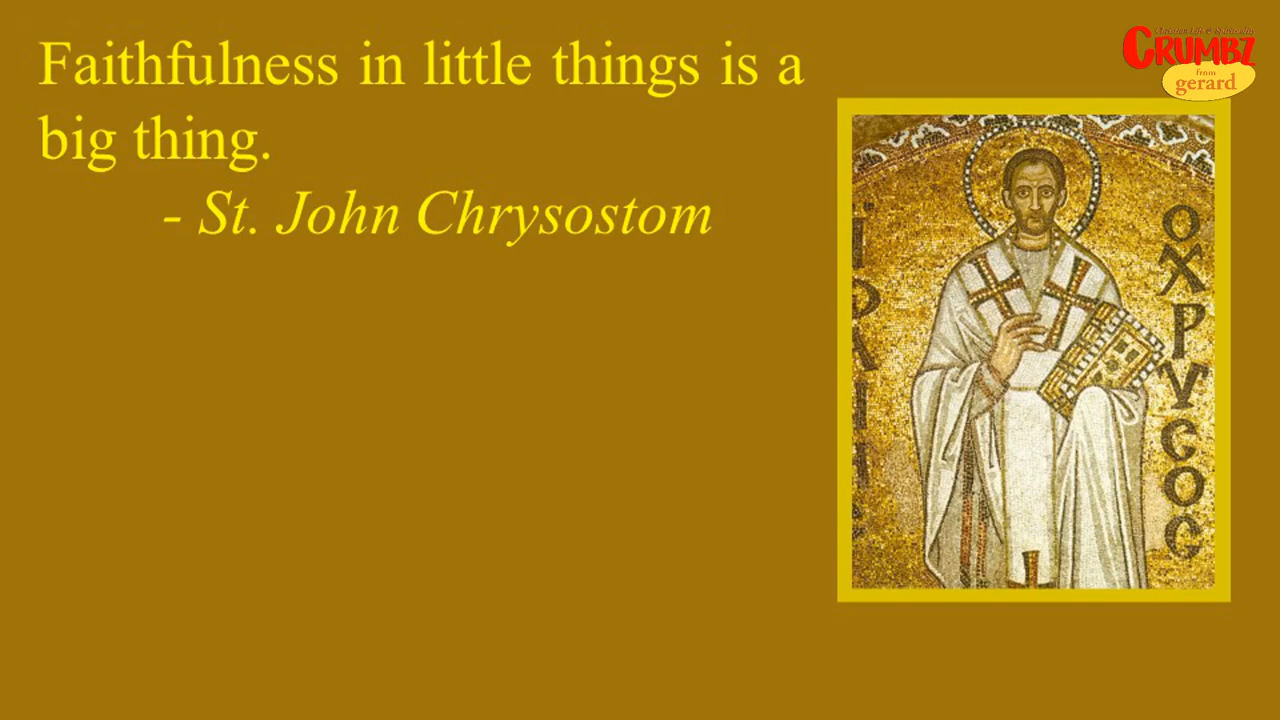 Faithfulness in little things is a
big thing.
- St. John Chrysostom
CRUMBZ
from
gerard
Ο
Χ
Ρ
Υ
C
Ο
C